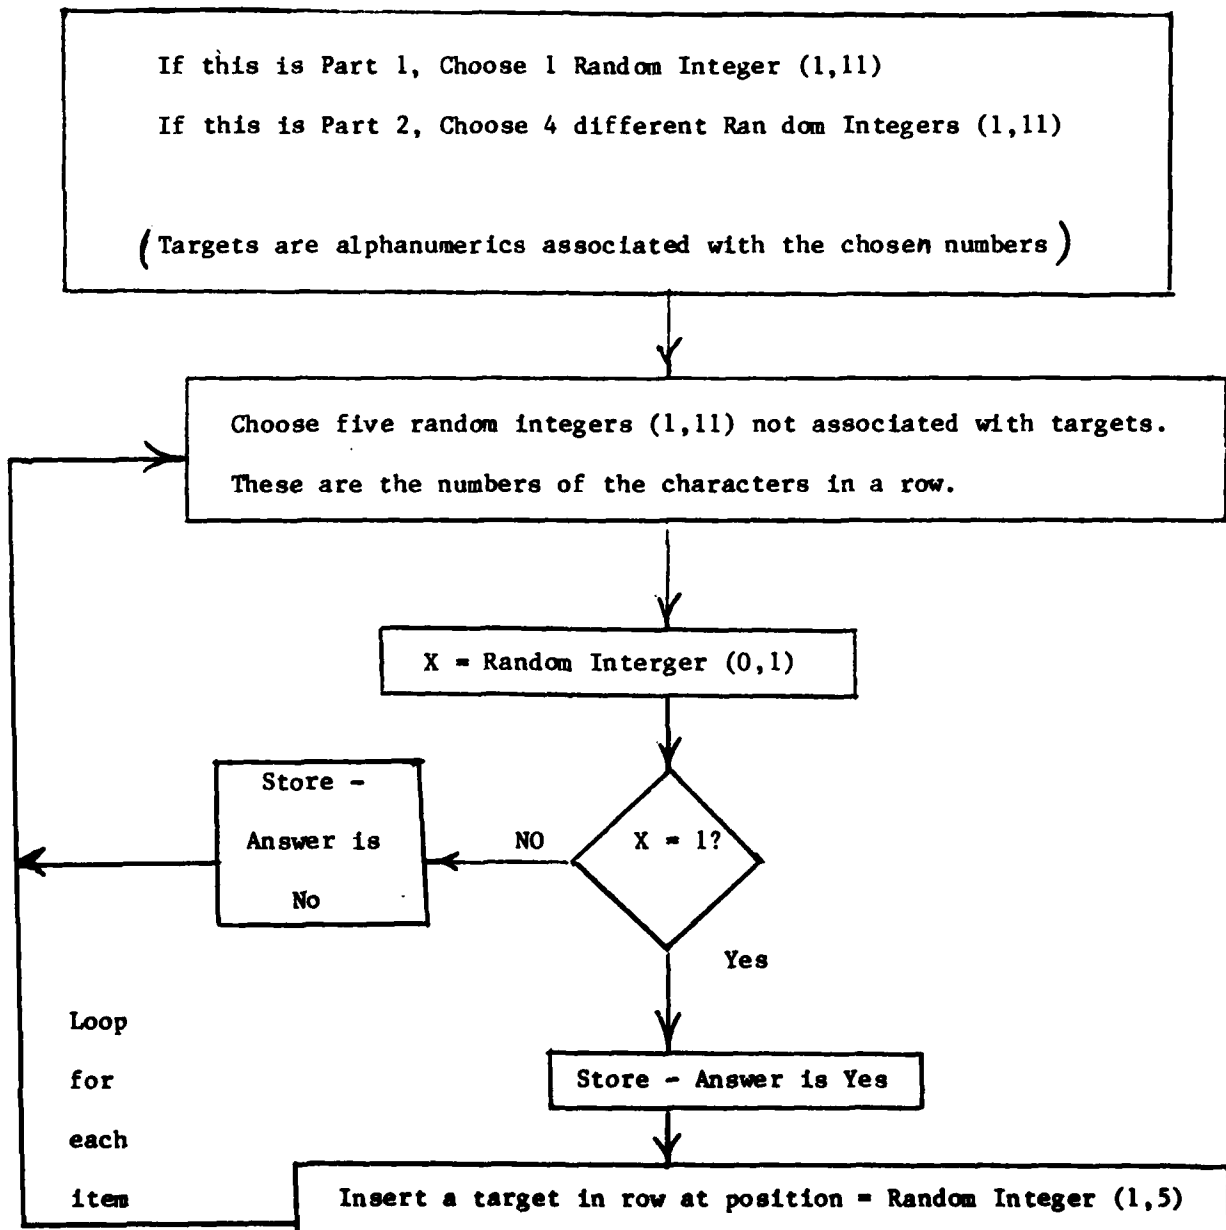 If this is Part 1, Choose 1 Random Integer (1,11)
If this is Part 2, Choose 4 different Ran dom Integers (1,11)
(Targets are alphanumerics associated with the chosen numbers)
Choose five random integers (1,11) not associated with targets.
These are the numbers of the characters in a row.
X = Random Interger (0,1)
X = 1?
NO
Store -
Answer is
No
Yes
Store - Answer is Yes
Insert a target in row at position = Random Integer (1,5)
Loop
for
each
item